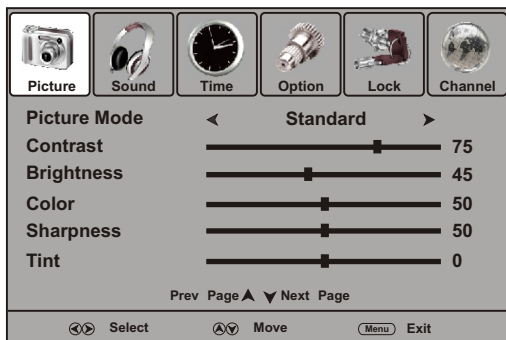 Picture Sound Time Option Lock Channel
Picture Mode Standard
Contrast 75
Brightness 45
Color 50
Sharpness 50
Tint 0
Prev Page Next Page
Select Move Menu Exit